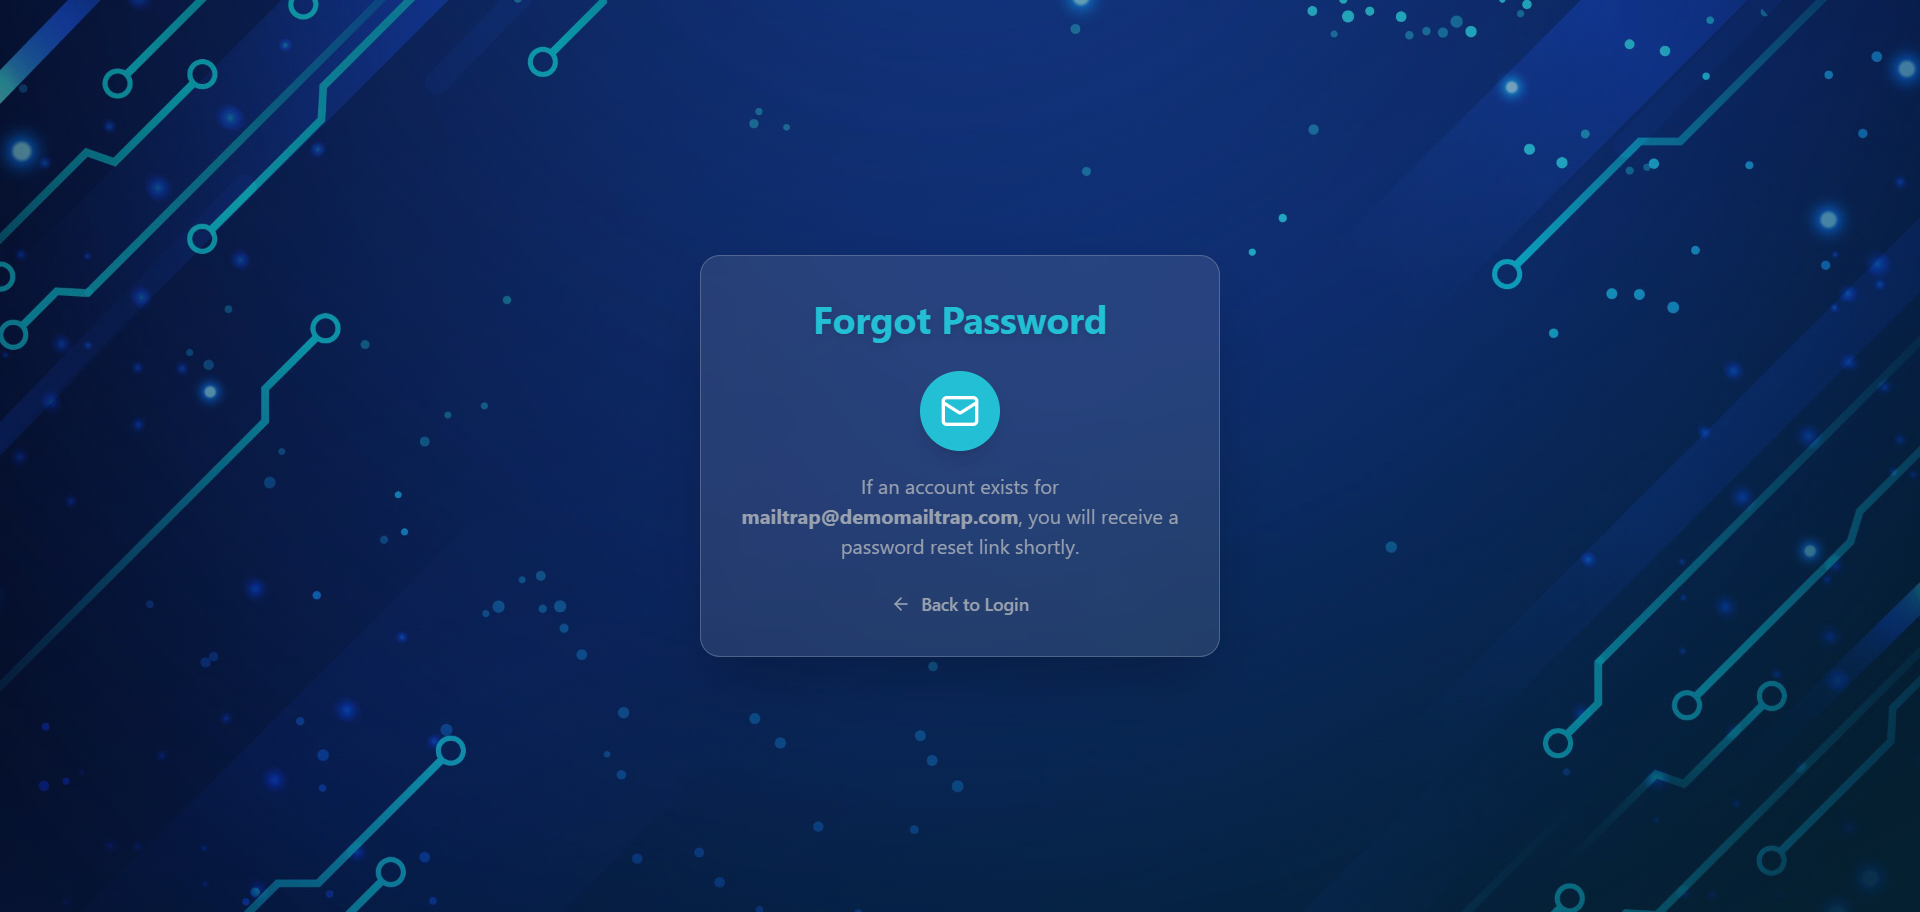 Forgot Password
If an account exists for
mailtrap@demomailtrap.com, you will receive a
password reset link shortly.
Back to Login